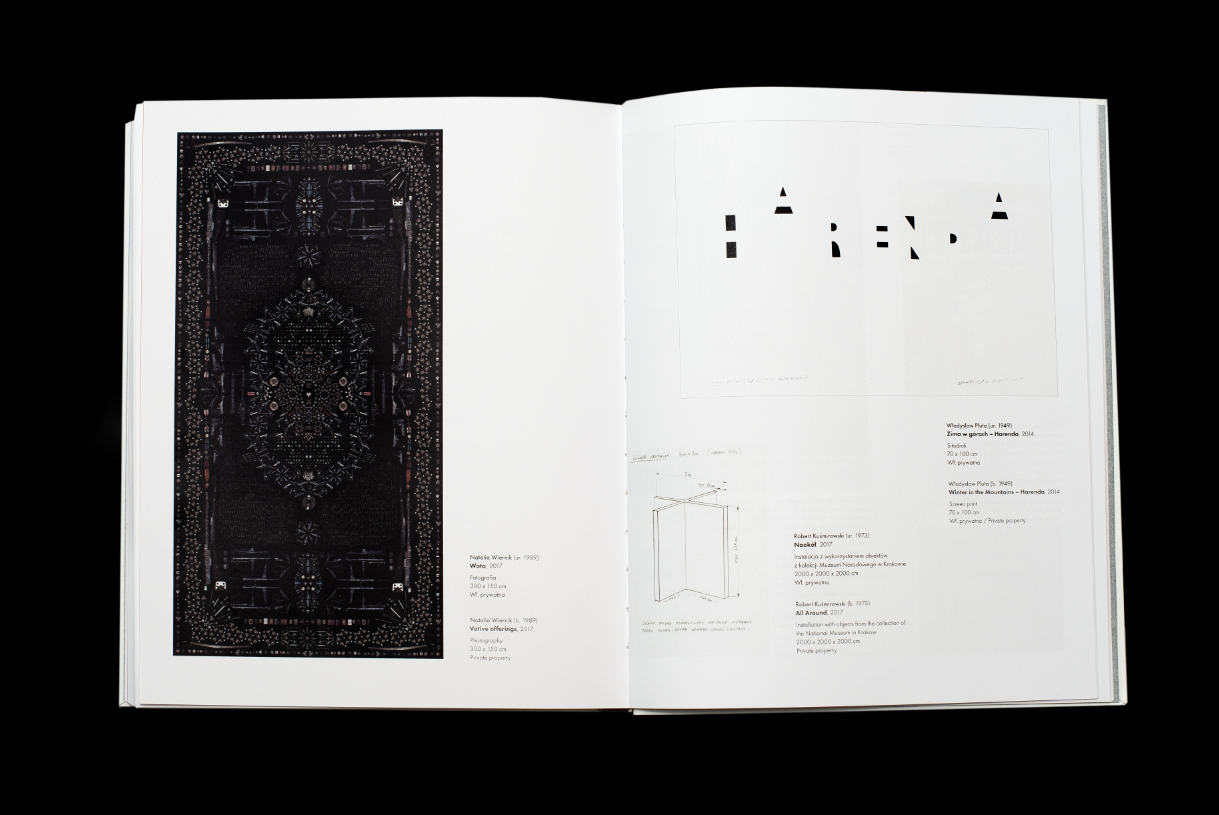 Natalia Wiernik (ur. 1989)
Wota, 2017
Fotografia
300 x 150 cm
Wł. prywatna
Natalia Wiernik (b. 1989)
Votive offerings, 2017
Photography
300 x 150 cm
Private property
HARENDA
Władysław Pluta (ur. 1949)
Zima w górach – Harenda, 2014
Sitodruk
70 x 100 cm
Wł. prywatna
Władysław Pluta (b. 1949)
Winter in the Mountains – Harenda, 2014
Screen print
70 x 100 cm
Wł. prywatna / Private property
Robert Kuśmirowski (ur. 1973)
Naokół, 2017
Instalacja z wykorzystaniem obiektów
z kolekcji Muzeum Narodowego w Krakowie
2000 x 2000 x 2000 cm
Wł. prywatna
Robert Kuśmirowski (b. 1973)
All Around, 2017
Installation with objects from the collection of
the National Museum in Krakow
2000 x 2000 x 2000 cm
Private property